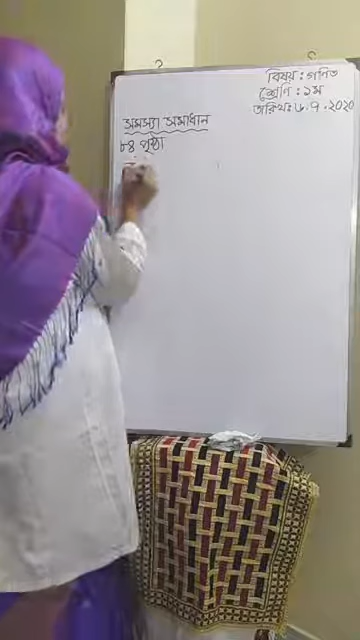 বিষয় : গণিত
শ্রেণি : ১ম
তারিখঃ ৬.৭.২০২০
সমস্যা সমাধান
৮৪ পৃষ্ঠা